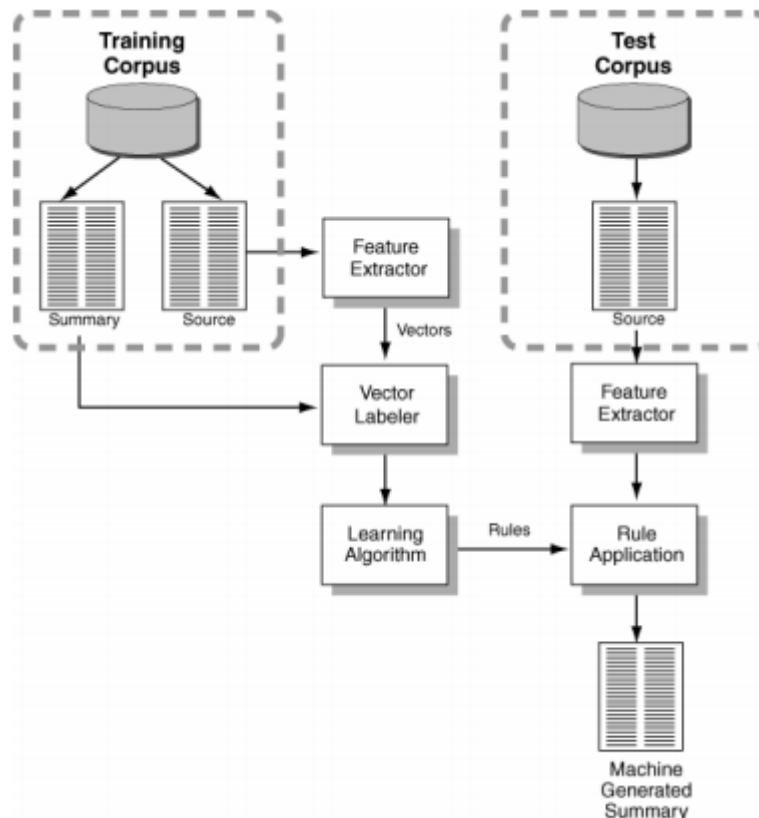 Training
Corpus
Summary
Source
Feature
Extractor
Vectors
Vector
Labeler
Learning
Algorithm
Rules
Test
Corpus
Source
Feature
Extractor
Rule
Application
Machine
Generated
Summary